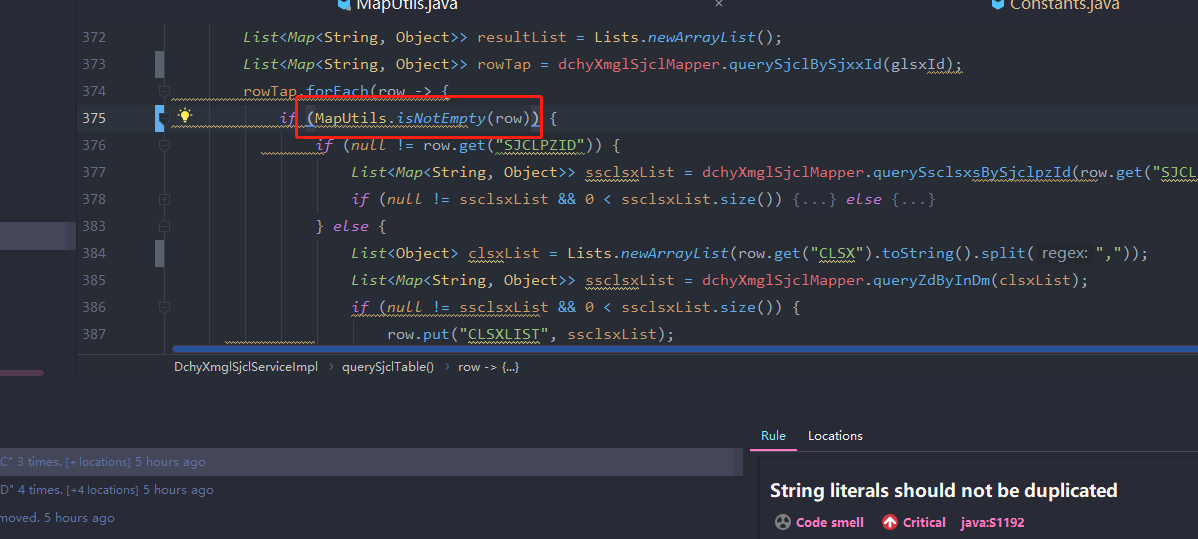 MapUtils.java × Constants.java
372 List<Map<String, Object>> resultList = Lists.newArrayList();
373 List<Map<String, Object>> rowTap = dchyXmglSjclMapper.querySjclBySjxxId(glsxId);
374 rowTap.forEach(row -> {
375 if (MapUtils.isNotEmpty(row)) {
376 if (null != row.get("SJCLPZID")) {
377 List<Map<String, Object>> ssclsxList = dchyXmglSjclMapper.querySsclsxsBySjclpzId(row.get("SJCL
378 if (null != ssclsxList && 0 < ssclsxList.size()) {...} else {...}
383 } else {
384 List<Object> clsxList = Lists.newArrayList(row.get("CLSX").toString().split( regex: ","));
385 List<Map<String, Object>> ssclsxList = dchyXmglSjclMapper.queryZdByInDm(clsxList);
386 if (null != ssclsxList && 0 < ssclsxList.size()) {
387 row.put("CLSXLIST", ssclsxList);
DchyXmglSjclServiceImpl › querySjclTable() › row -> {...}
Rule Locations
C" 3 times. [+ locations] 5 hours ago
D" 4 times. [+4 locations] 5 hours ago
moved. 5 hours ago
String literals should not be duplicated
Code smell Critical java:S1192